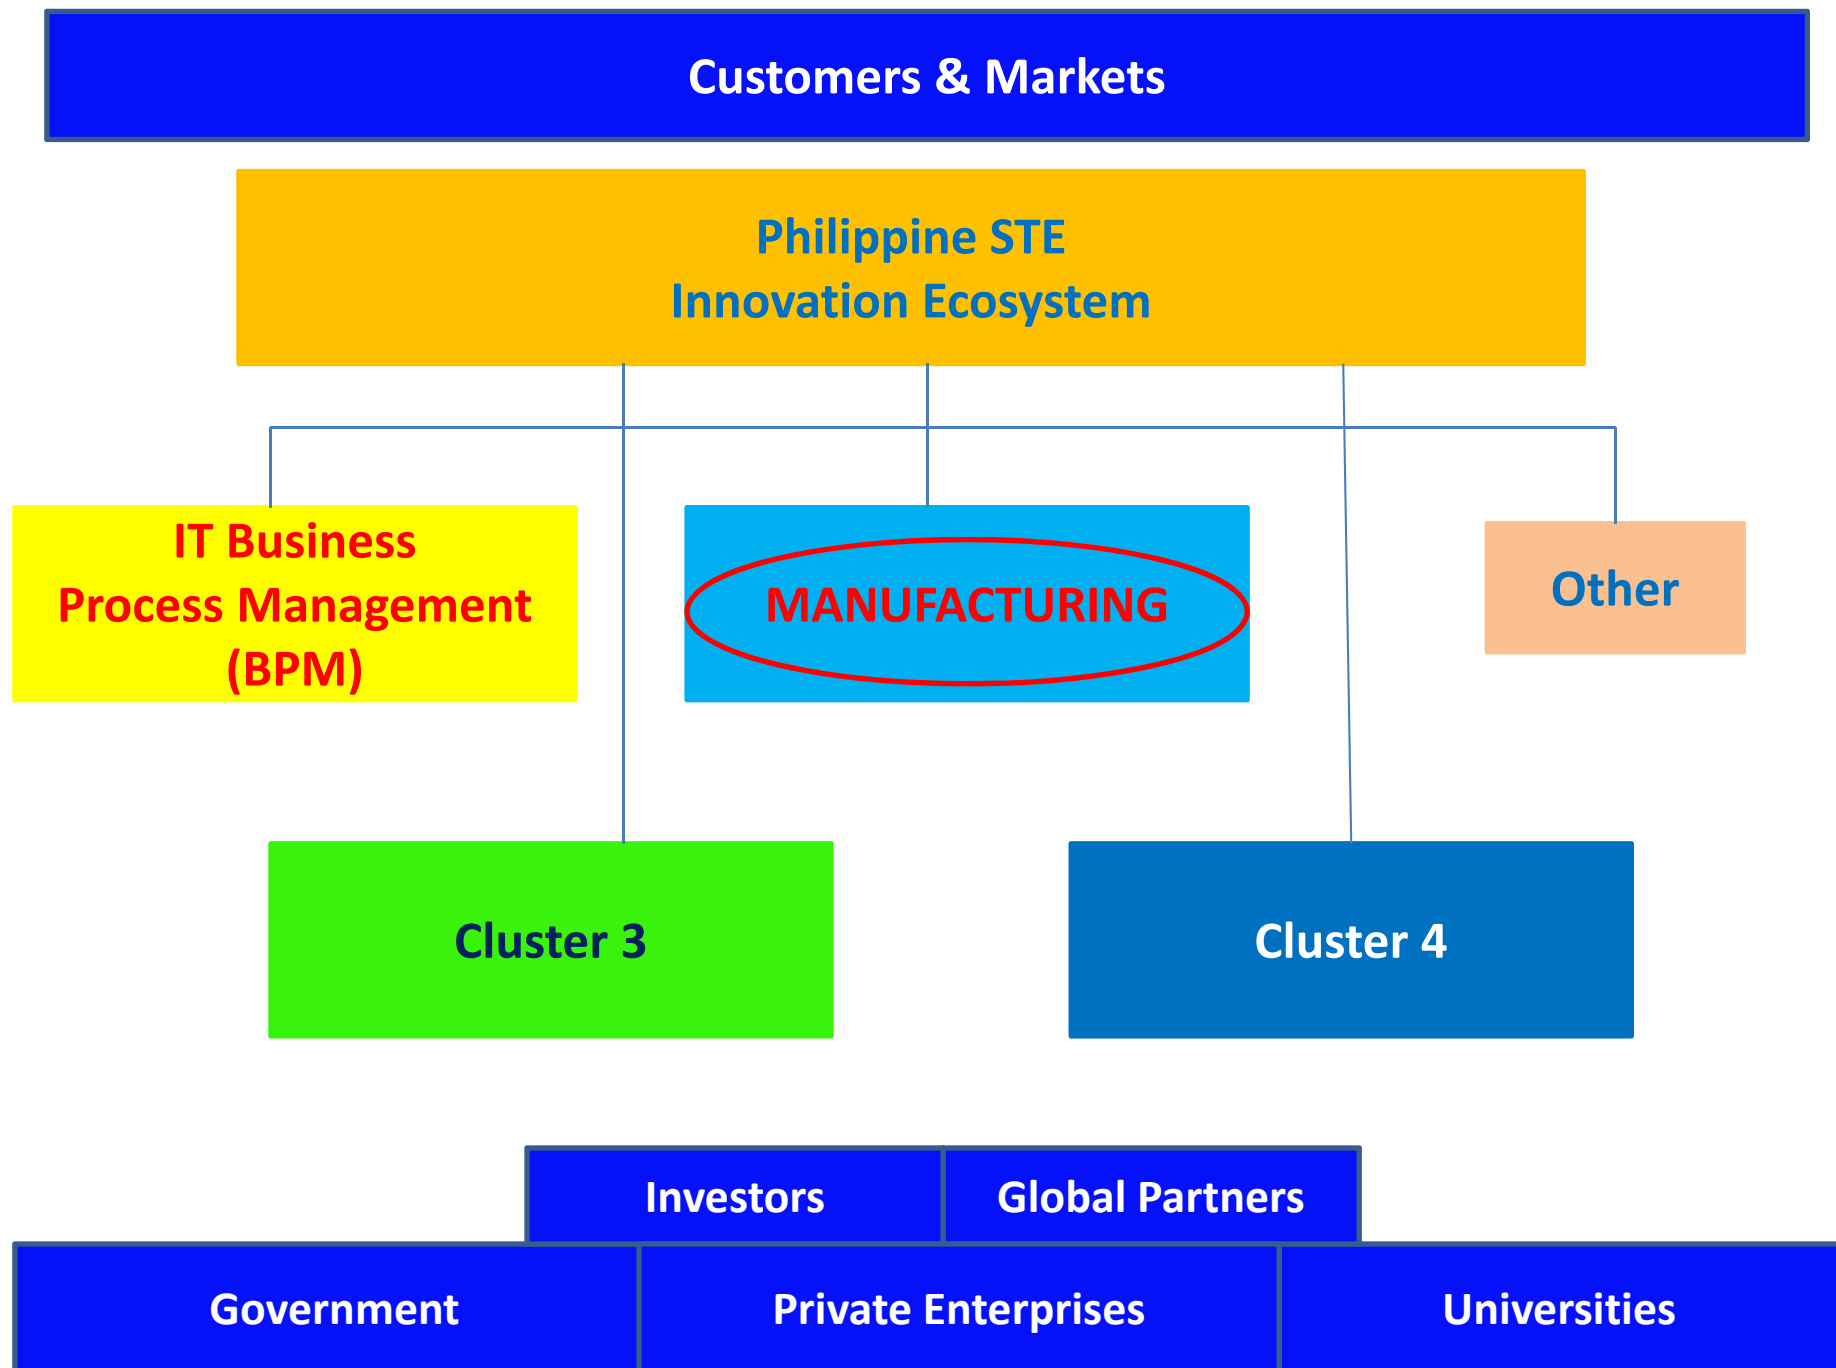 Customers & Markets
Philippine STE
Innovation Ecosystem
IT Business
Process Management
(BPM)
MANUFACTURING
Other
Cluster 3
Cluster 4
Investors
Global Partners
Government
Private Enterprises
Universities